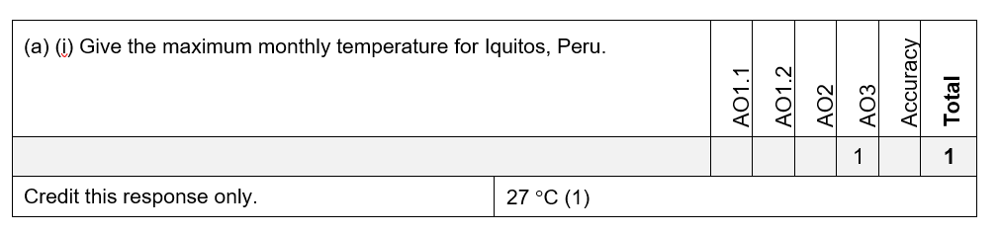 (a) (i) Give the maximum monthly temperature for Iquitos, Peru.
AO1.1
AO1.2
AO2
AO3
Accuracy
Total
1
1
Credit this response only.
27 °C (1)